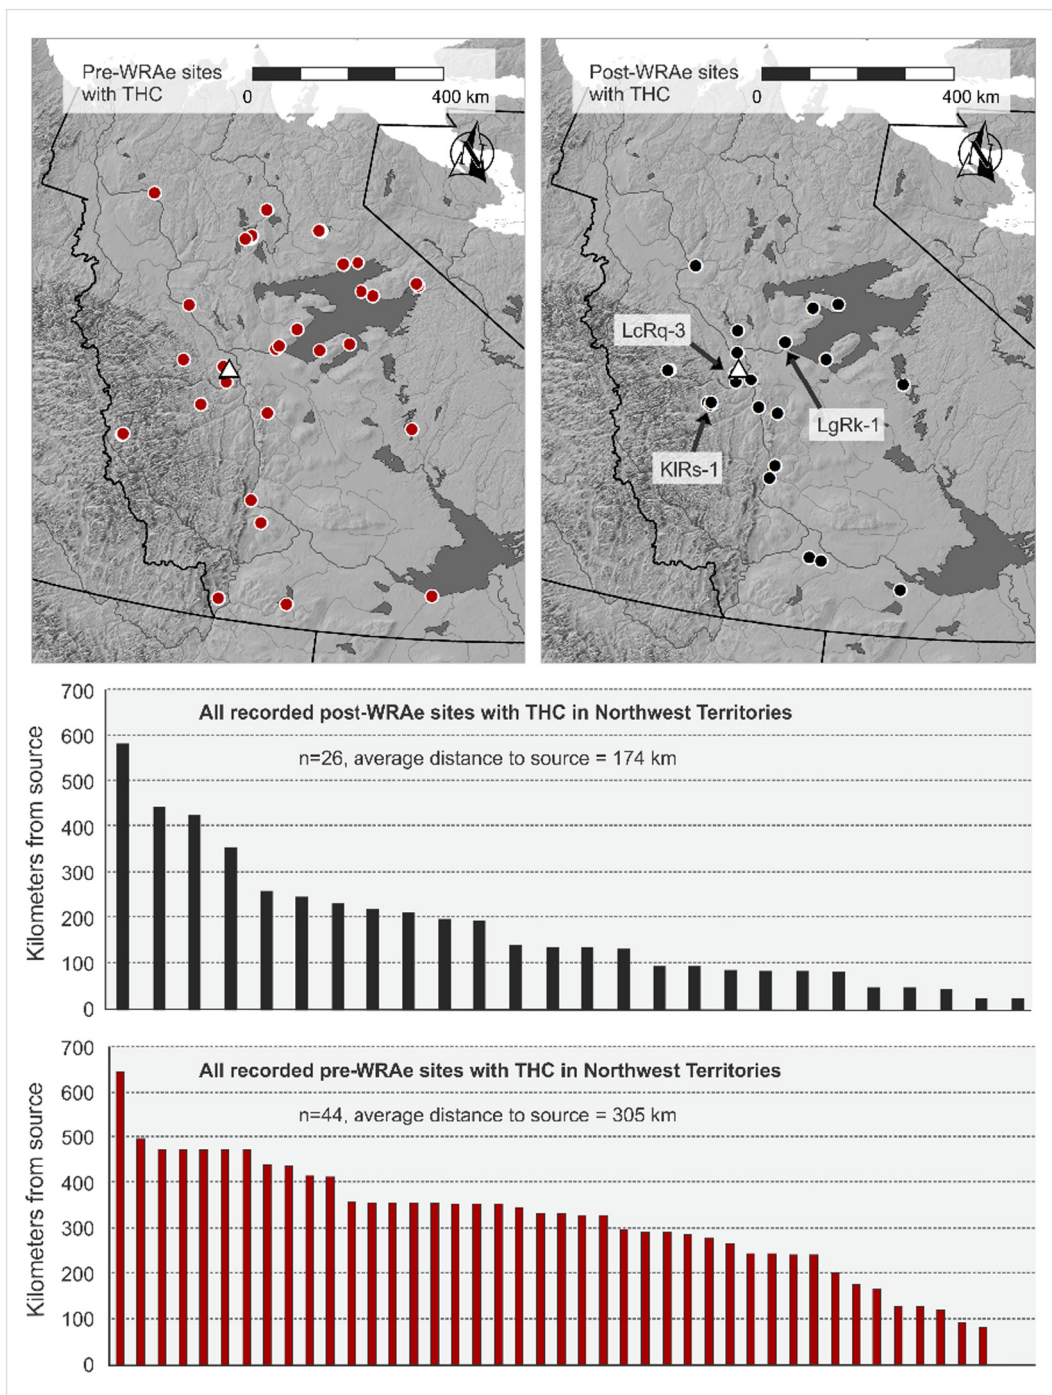 Pre-WRAe sites
with THC
0
400 km
N
Post-WRAe sites
with THC
0
400 km
N
LcRq-3
LgRk-1
KlRs-1
700
600
500
400
300
200
100
0
Kilometers from source
All recorded post-WRAe sites with THC in Northwest Territories
n=26, average distance to source = 174 km
700
600
500
400
300
200
100
0
Kilometers from source
All recorded pre-WRAe sites with THC in Northwest Territories
n=44, average distance to source = 305 km